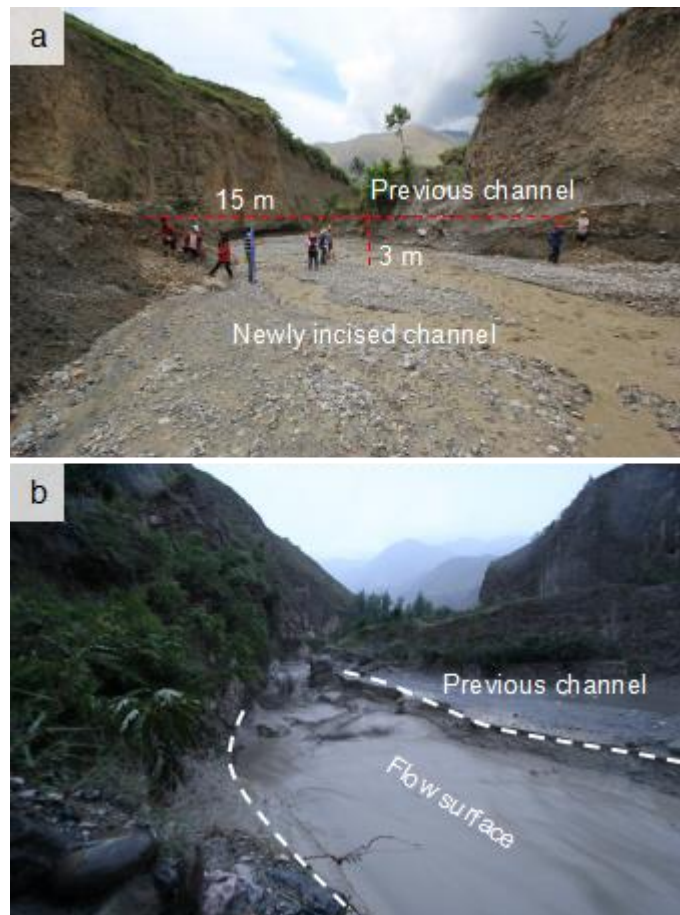 a
Previous channel
15 m
3 m
Newly incised channel
b
Previous channel
Flow surface